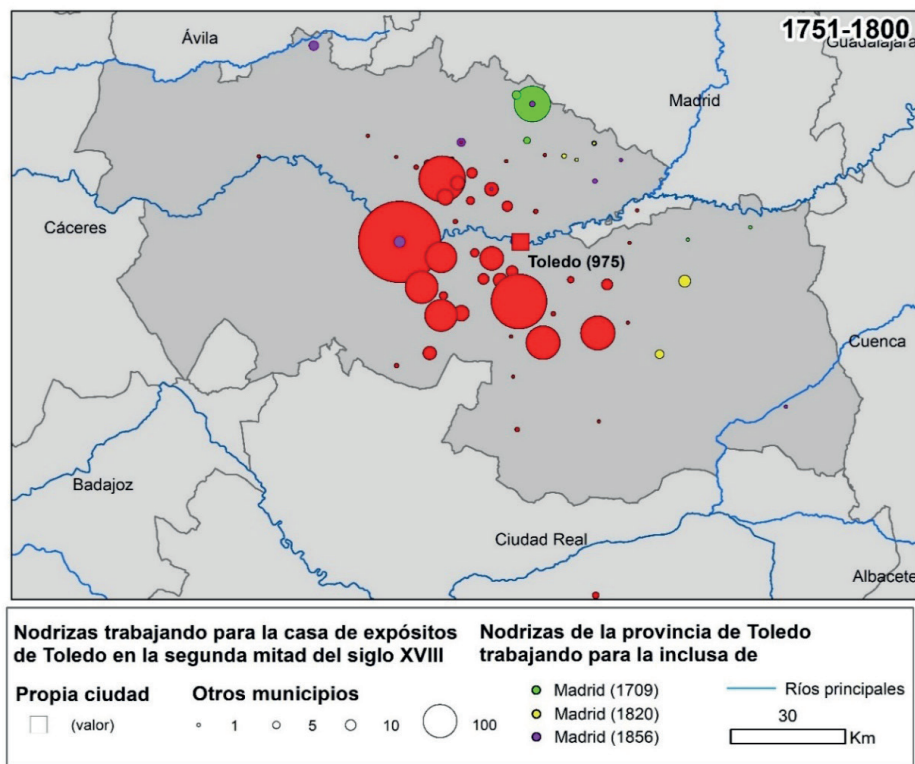 1751-1800
Ávila
Guadalajara
Madrid
Cáceres
Toledo (975)
Cuenca
Badajoz
Ciudad Real
Albacete
Nodrizas trabajando para la casa de expósitos
de Toledo en la segunda mitad del siglo XVIII
Propia ciudad
(valor)
Otros municipios
1 5 10 100
Nodrizas de la provincia de Toledo
trabajando para la inclusa de
Madrid (1709)
Madrid (1820)
Madrid (1856)
Ríos principales
30
Km